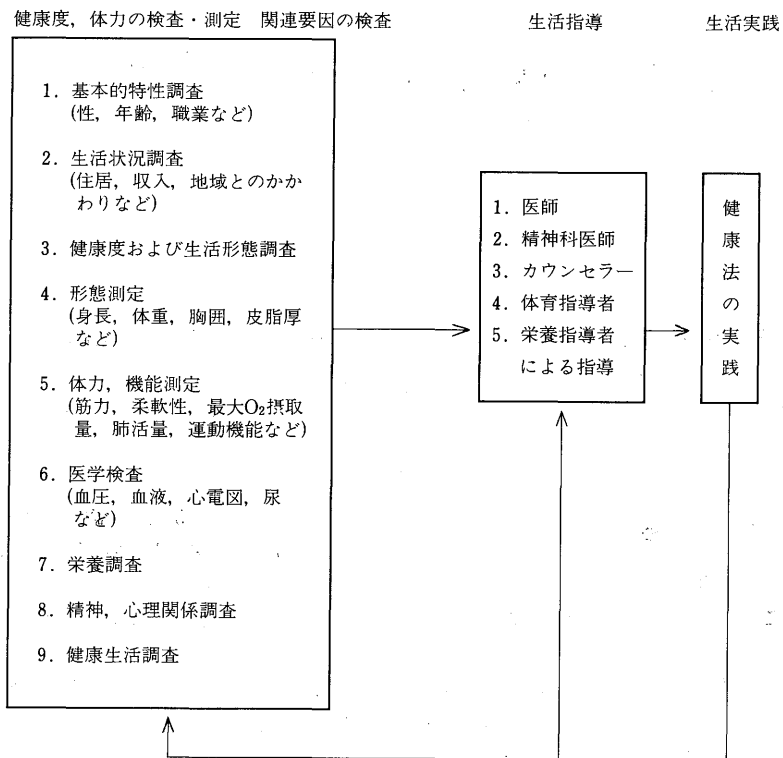 健康度，体力の検査・測定　関連要因の検査
生活指導
生活実践
1．基本的特性調査
(性，年齢，職業など)
2．生活状況調査
(住居，収入，地域とのかか
わりなど)
3．健康度および生活形態調査
4．形態測定
(身長，体重，胸囲，皮脂厚
など)
5．体力，機能測定
(筋力，柔軟性，最大O₂摂取
量，肺活量，運動機能など)
6．医学検査
(血圧，血液，心電図，尿
など)
7．栄養調査
8．精神，心理関係調査
9．健康生活調査
1．医師
2．精神科医師
3．カウンセラー
4．体育指導者
5．栄養指導者
による指導
健康法の実践